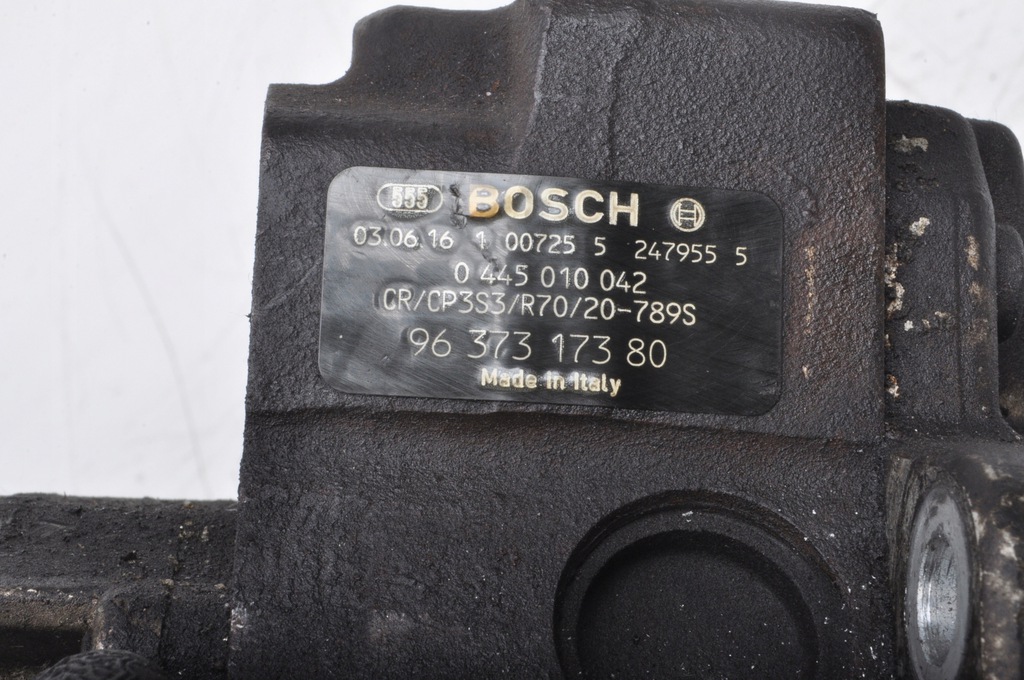 555 BOSCH
03.06.16 1 00725 5 247955 5
0 445 010 042
CR/CP3S3/R70/20-789S
96 373 173 80
Made in Italy